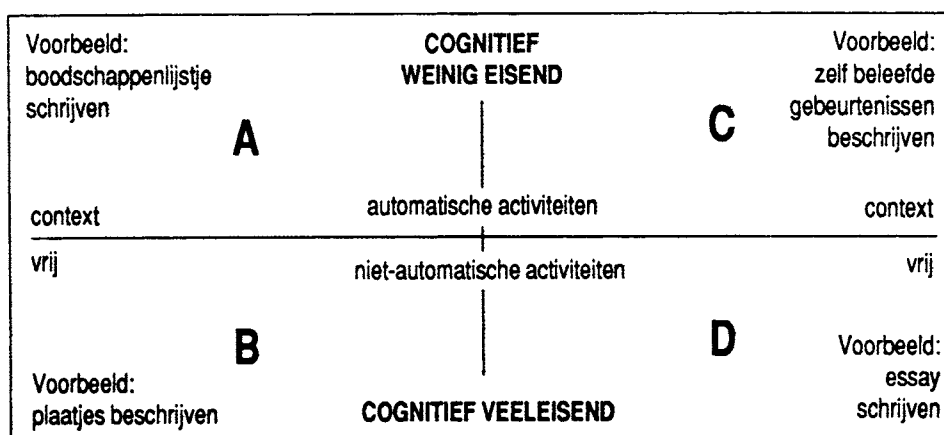 Voorbeeld:
boodschappenlijstje
schrijven
A
COGNITIEF
WEINIG EISEND
Voorbeeld:
zelf beleefde
gebeurtenissen
beschrijven
C
context
automatische activiteiten
context
vrij
niet-automatische activiteiten
vrij
B
Voorbeeld:
plaatjes beschrijven
COGNITIEF VEELEISEND
D
Voorbeeld:
essay
schrijven